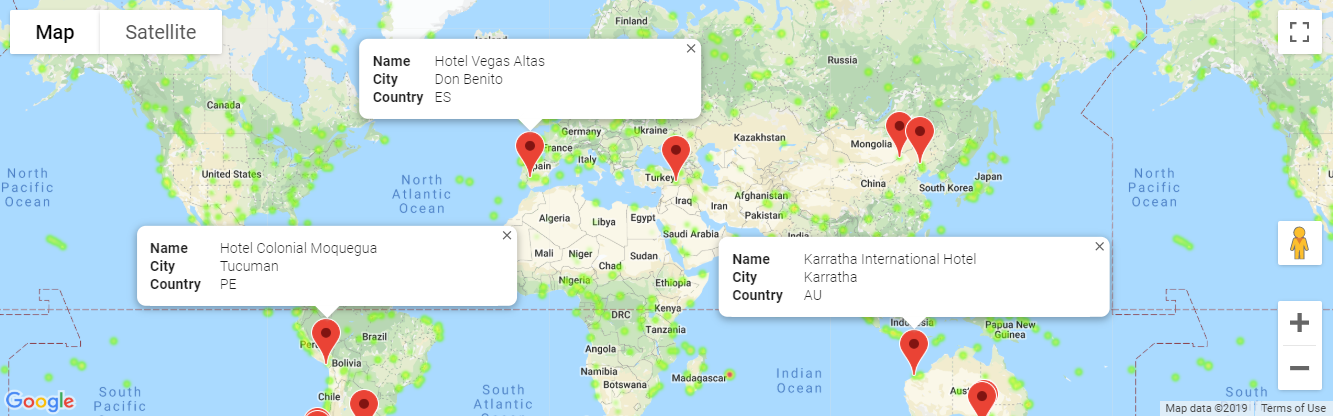 Map Satellite
Finland
Russia
Canada
Name Hotel Vegas Altas
City Don Benito
Country ES
Germany
Ukraine
Kazakhstan
Mongolia
France
Italy
United States
Turkey
China
South Korea
Japan
North
Pacific
Ocean
North
Atlantic
Ocean
Afghanistan
Iraq
Iran
Pakistan
North
Pacific
Ocean
Algeria
Libya
Egypt
Saudi Arabia
India
Mali
Niger
Chad
Sudan
Name Hotel Colonial Moquegua
City Tucuman
Country PE
Name Karratha International Hotel
City Karratha
Country AU
Nigeria
Ethiopia
DRC
Kenya
Tanzania
Papua New
Guinea
Brazil
Bolivia
Angola
Namibia
Botswana
Madagascar
Indian
Ocean
Chile
South
Pacific
South
Atlantic
South
Google
Map data ©2019 Terms of Use